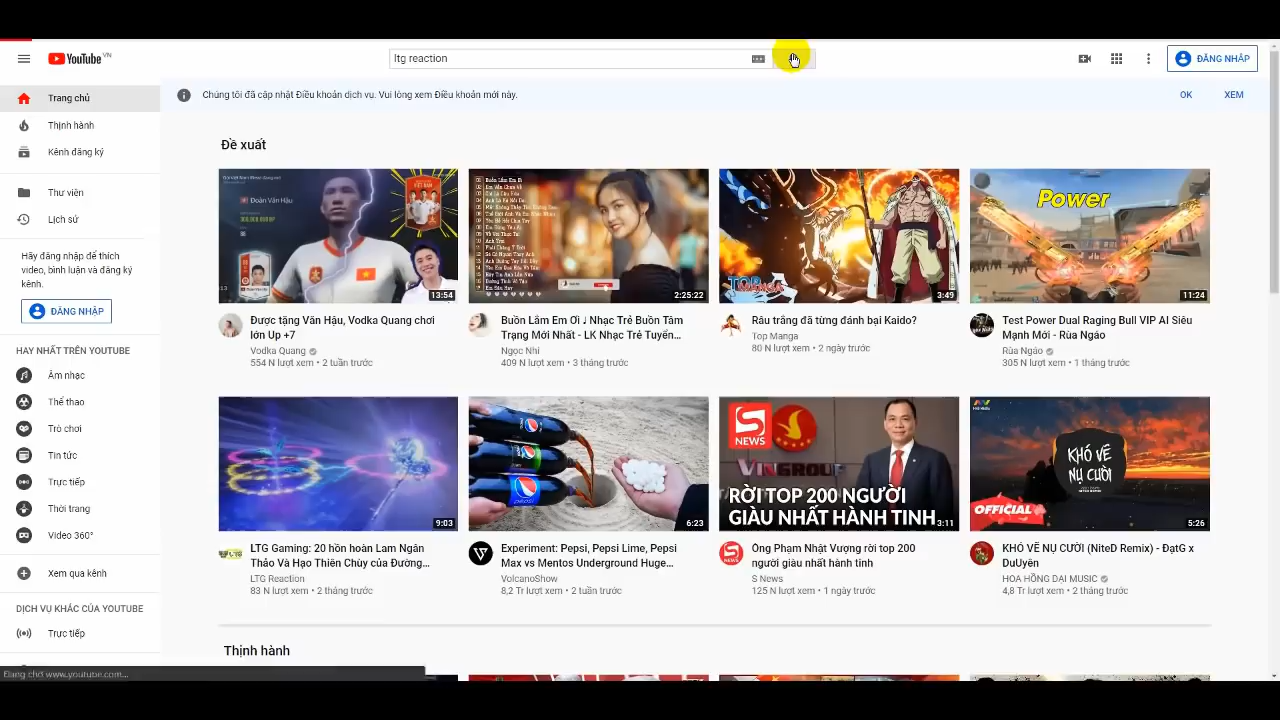 YouTube VN
ltg reaction
ĐĂNG NHẬP
Trang chủ
Thịnh hành
Kênh đăng ký
Thư viện
Lịch sử
Hãy đăng nhập để thích
video, bình luận và đăng ký
kênh.
ĐĂNG NHẬP
HAY NHẤT TRÊN YOUTUBE
Âm nhạc
Thể thao
Trò chơi
Tin tức
Trực tiếp
Thời trang
Video 360°
Xem qua kênh
DỊCH VỤ KHÁC CỦA YOUTUBE
Trực tiếp
Chúng tôi đã cập nhật Điều khoản dịch vụ. Vui lòng xem Điều khoản mới này.
OK
XEM
Đề xuất
Đoàn Văn Hậu
13:54
2:25:22
TOP
3:49
Power
11:24
Được tặng Văn Hậu, Vodka Quang chơi
lớn Up +7
Vodka Quang
554 N lượt xem • 2 tuần trước
Buồn Lắm Em Ơi ♩ Nhạc Trẻ Buồn Tâm
Trạng Mới Nhất - LK Nhạc Trẻ Tuyển...
Ngọc Nhi
409 N lượt xem • 3 tháng trước
Râu trắng đã từng đánh bại Kaido?
Top Manga
80 N lượt xem • 2 ngày trước
Test Power Dual Raging Bull VIP AI Siêu
Mạnh Mới - Rùa Ngáo
Rùa Ngáo
305 N lượt xem • 1 tháng trước
9:03
pepsi
6:23
S
NEWS
VINGROUP
RỜI TOP 200 NGƯỜI
GIÀU NHẤT HÀNH TINH
3:11
KHÓ VẼ
NỤ CƯỜI
OFFICIAL
5:26
LTG Gaming: 20 hồn hoàn Lam Ngân
Thảo Và Hạo Thiên Chùy của Đường...
LTG Reaction
83 N lượt xem • 2 tháng trước
Experiment: Pepsi, Pepsi Lime, Pepsi
Max vs Mentos Underground Huge...
VolcanoShow
8,2 Tr lượt xem • 2 tuần trước
Ông Phạm Nhật Vượng rời top 200
người giàu nhất hành tinh
S News
125 N lượt xem • 1 ngày trước
KHÓ VẼ NỤ CƯỜI (NiteD Remix) - ĐạtG x
DuUyên
HOA HỒNG DẠI MUSIC
4,8 Tr lượt xem • 2 tháng trước
Thịnh hành
Đang chờ www.youtube.com...